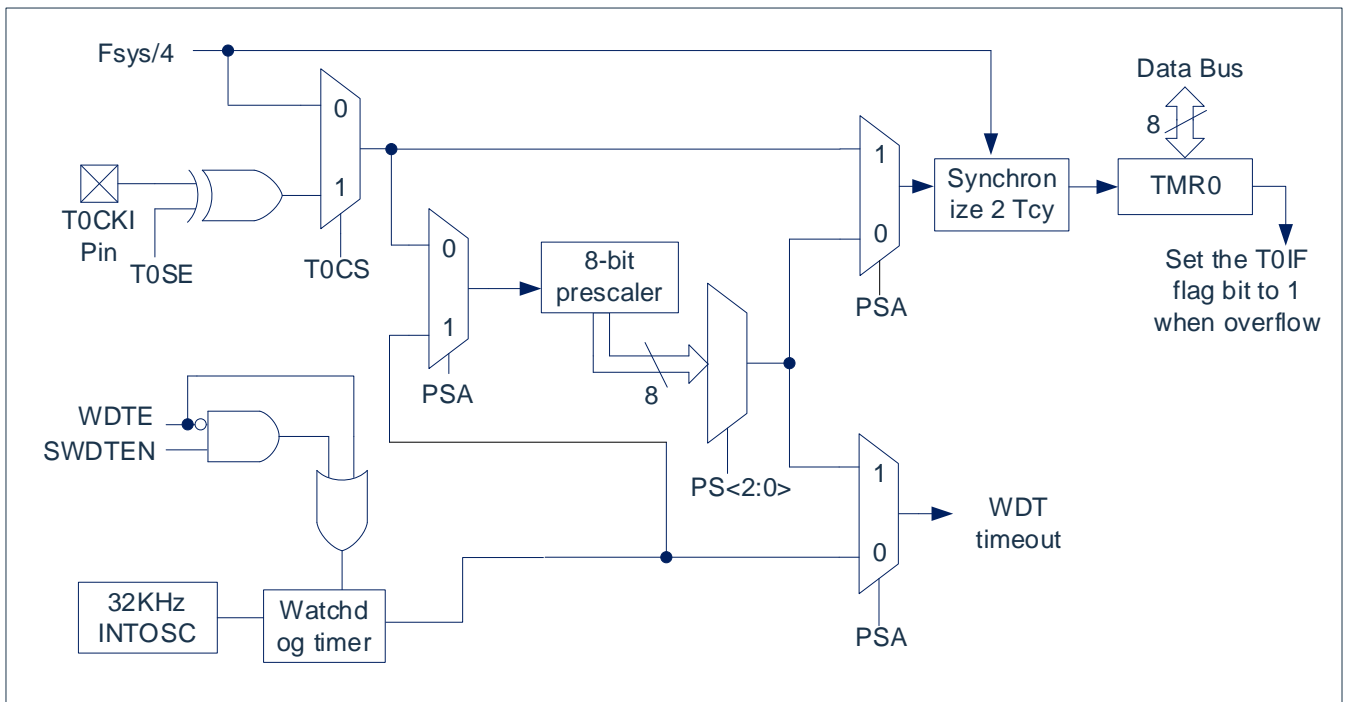 Fsys/4
Data Bus
8
0
1
T0CKI
Pin
T0SE
T0CS
1
0
PSA
Synchron
ize 2 Tcy
TMR0
Set the T0IF
flag bit to 1
when overflow
0
1
PSA
8-bit
prescaler
8
PS<2:0>
WDTE
SWDTEN
1
0
PSA
WDT
timeout
32KHz
INTOSC
Watchd
og timer